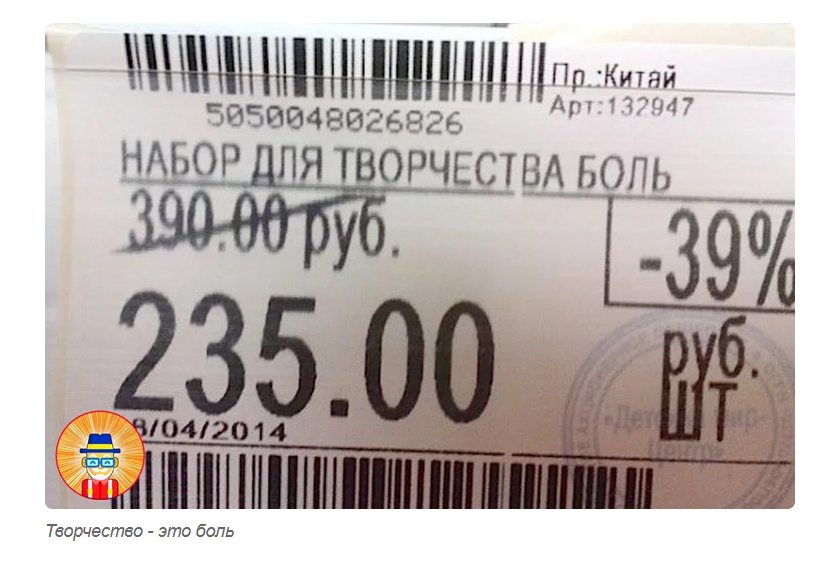 Пр.:Китай
5050048026826
Арт:132947
НАБОР ДЛЯ ТВОРЧЕСТВА БОЛЬ
390.00 руб.
-39%
235.00
руб.
шт
/04/2014
Творчество - это боль